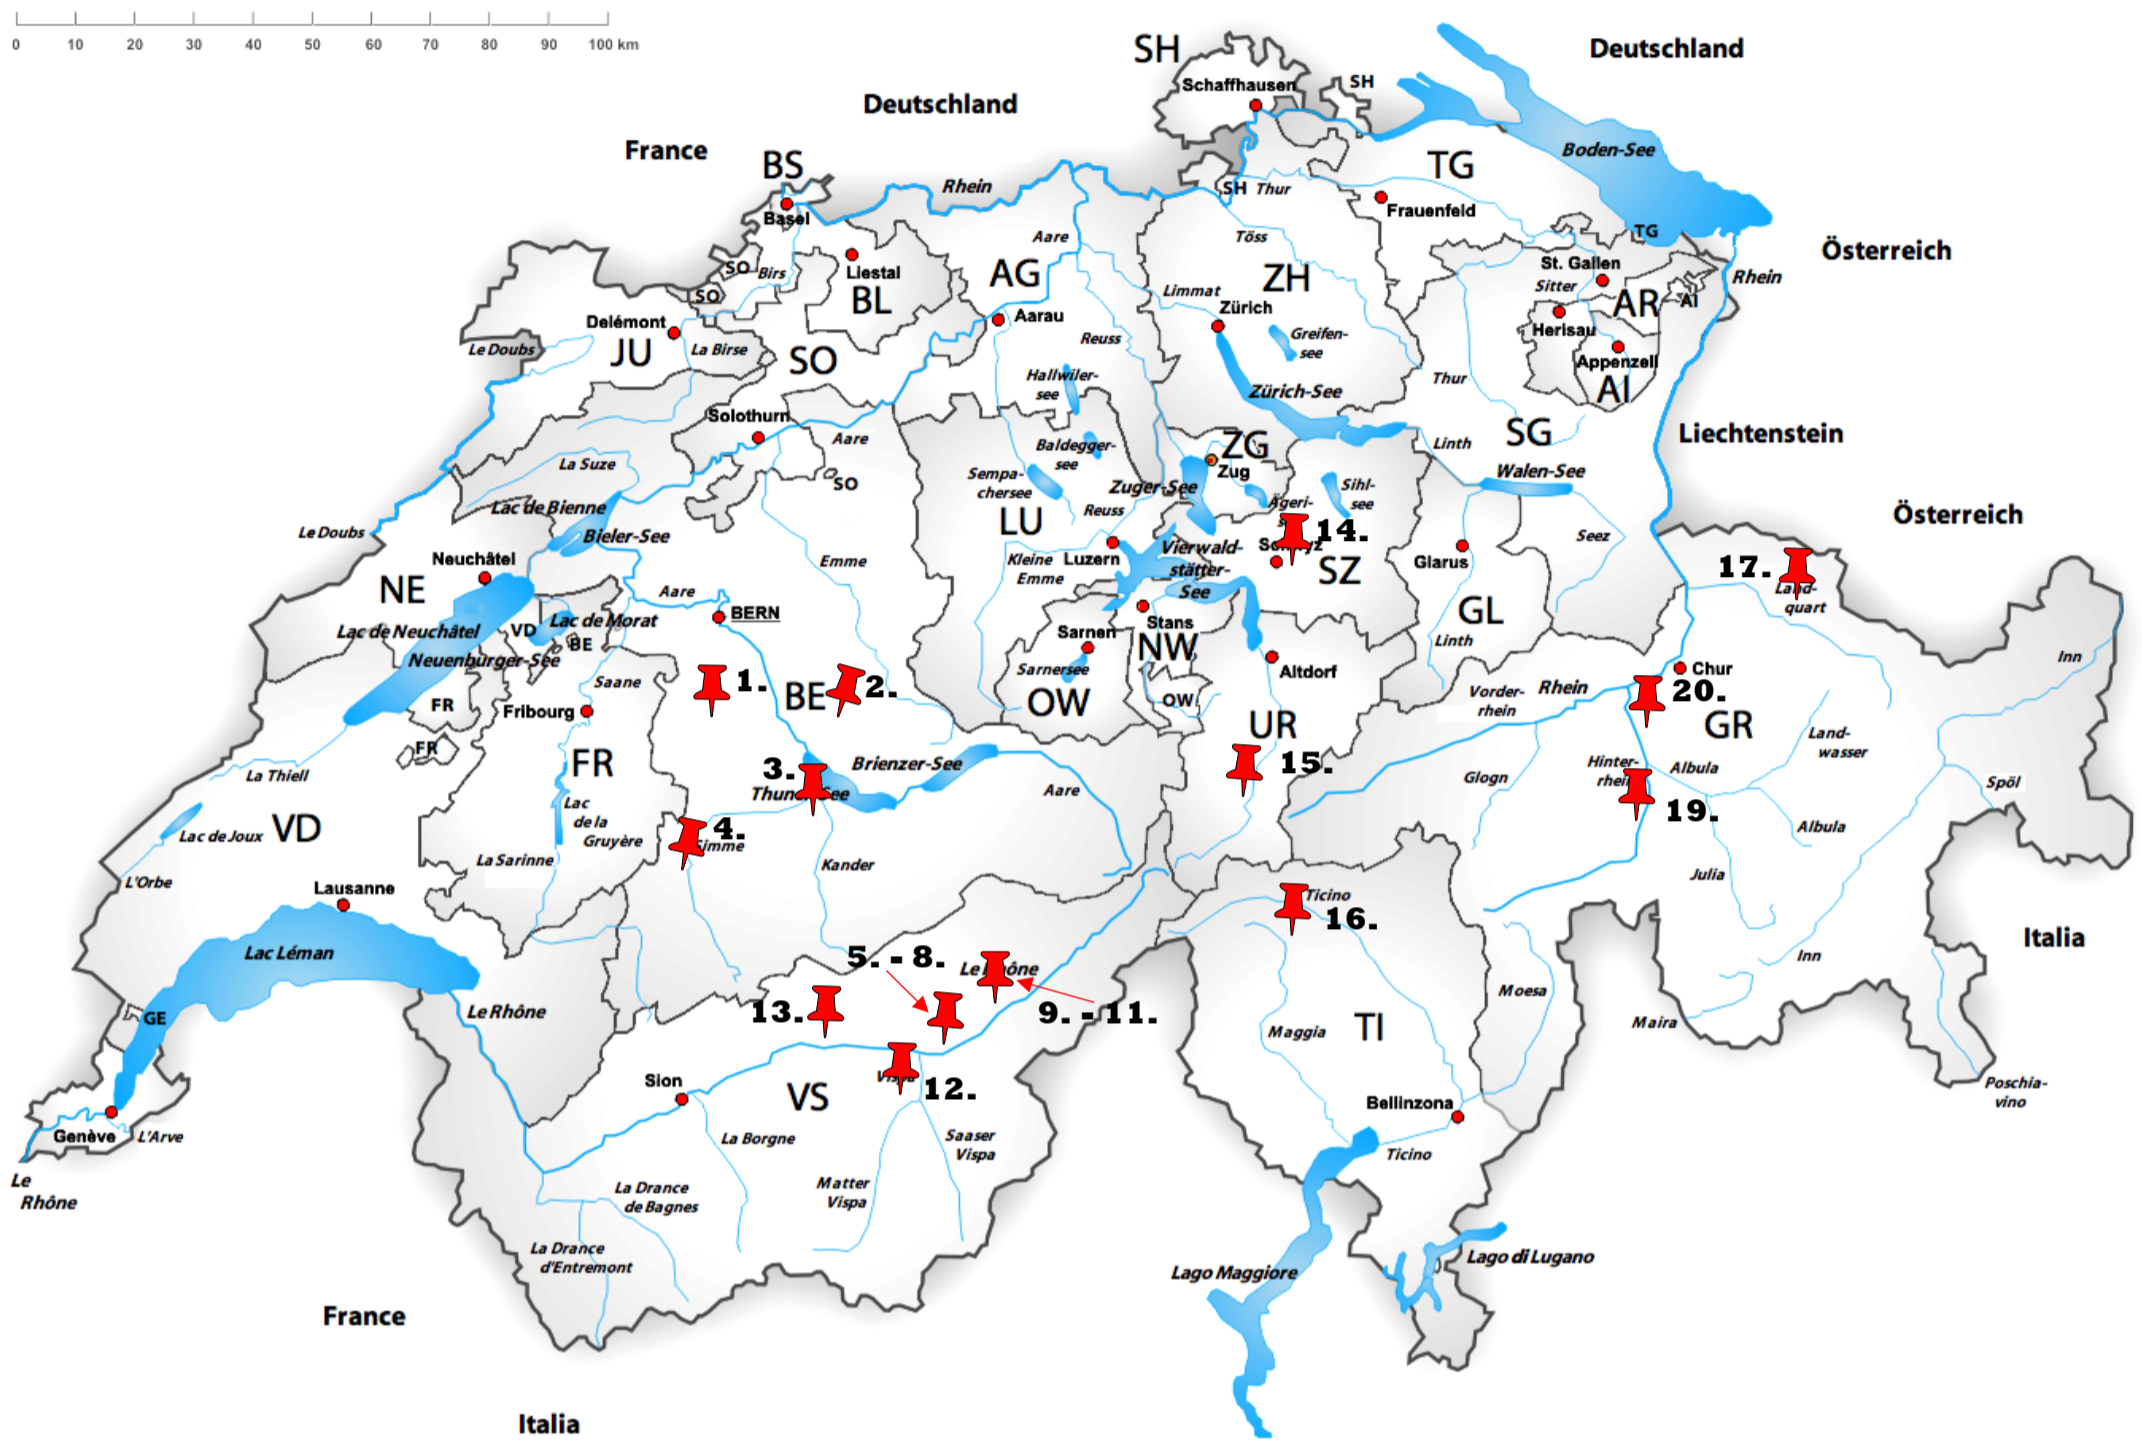 0 10 20 30 40 50 60 70 80 90 100 km
SH
Deutschland
Schaffhausen
SH
Deutschland
France
BS
Rhein
TG
Boden-See
SH
Thur
Basel
Frauenfeld
TG
Aare
Töss
Österreich
SO
Birs
Liestal
BL
AG
ZH
St. Gallen
Sitter
Rhein
SO
Limmat
Zürich
AR
AI
Delémont
Aarau
Herisau
JU
La Birse
Le Doubs
SO
Reuss
Greifen-
see
Appenzell
AI
Hallwiler-
see
Zürich-See
Thur
Solothurn
Aare
SG
Liechtenstein
Baldegger-
see
ZG
Zug
Linth
La Suze
SO
Sempa-
chersee
Zuger-See
Walen-See
Sihl-
see
Lac de Bienne
Reuss
Ägeri-
LU
14.
Österreich
Le Doubs
Bieler-See
Vierwald-
stätter-
See
Seez
Neuchâtel
Emme
Kleine
Emme
Luzern
SZ
Glarus
17.
Land-
quart
NE
Aare
BERN
Lac de Neuchâtel
VD
Lac de Morat
BE
Stans
GL
Neuenburger-See
Sarnen
NW
Linth
Inn
Saane
Sarnersee
Altdorf
Chur
1.
BE
2.
Vorder-
rhein
Rhein
20.
FR
Fribourg
OW
OW
UR
GR
FR
FR
3.
Brienzer-See
15.
Land-
wasser
La Thiell
Aare
Glogn
Hinter-
rhein
Albula
Spöl
Lac
de la
Gruyère
VD
Lac de Joux
4.
Simme
19.
Albula
La Sarinne
Kander
Julia
L'Orbe
Lausanne
Ticino
16.
Italia
Lac Léman
5. - 8.
Le Rhône
Inn
13.
9. - 11.
Moesa
GE
Le Rhône
Maggia
TI
Maira
Sion
VS
12.
Poschia-
vino
Bellinzona
Genève
L'Arve
La Borgne
Saaser
Vispa
Ticino
Le
Rhône
La Drance
de Bagnes
Matter
Vispa
La Drance
d'Entremont
Lago Maggiore
Lago di Lugano
France
Italia